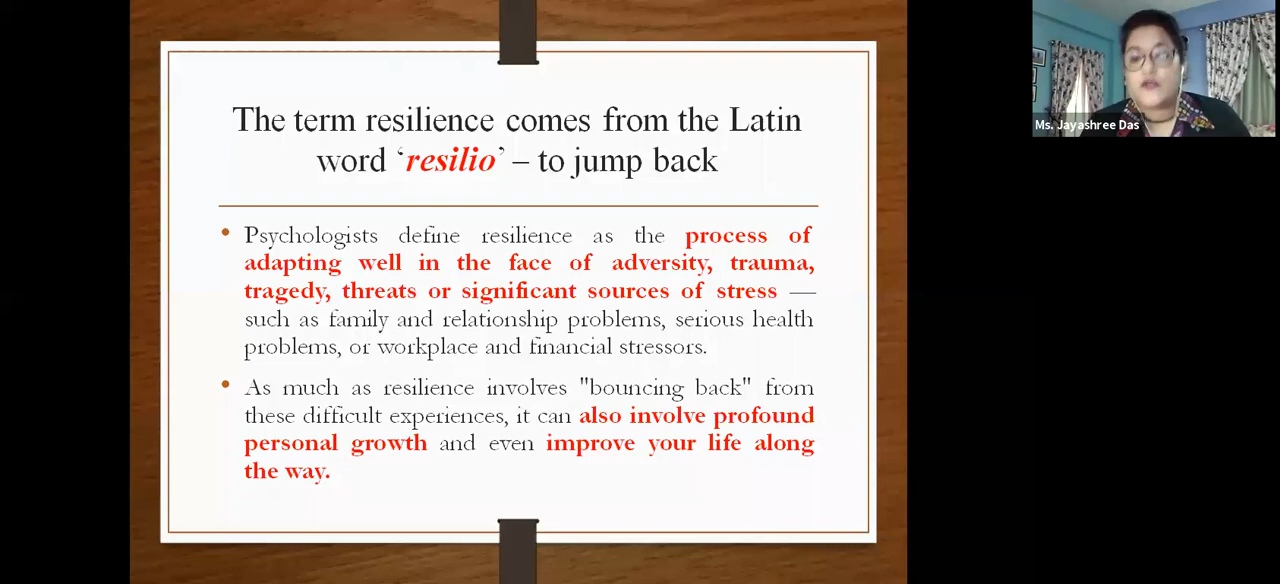 The term resilience comes from the Latin
word ‘resilio’ – to jump back
• Psychologists define resilience as the process of
adapting well in the face of adversity, trauma,
tragedy, threats or significant sources of stress —
such as family and relationship problems, serious health
problems, or workplace and financial stressors.
• As much as resilience involves "bouncing back" from
these difficult experiences, it can also involve profound
personal growth and even improve your life along
the way.
Ms. Jayashree Das